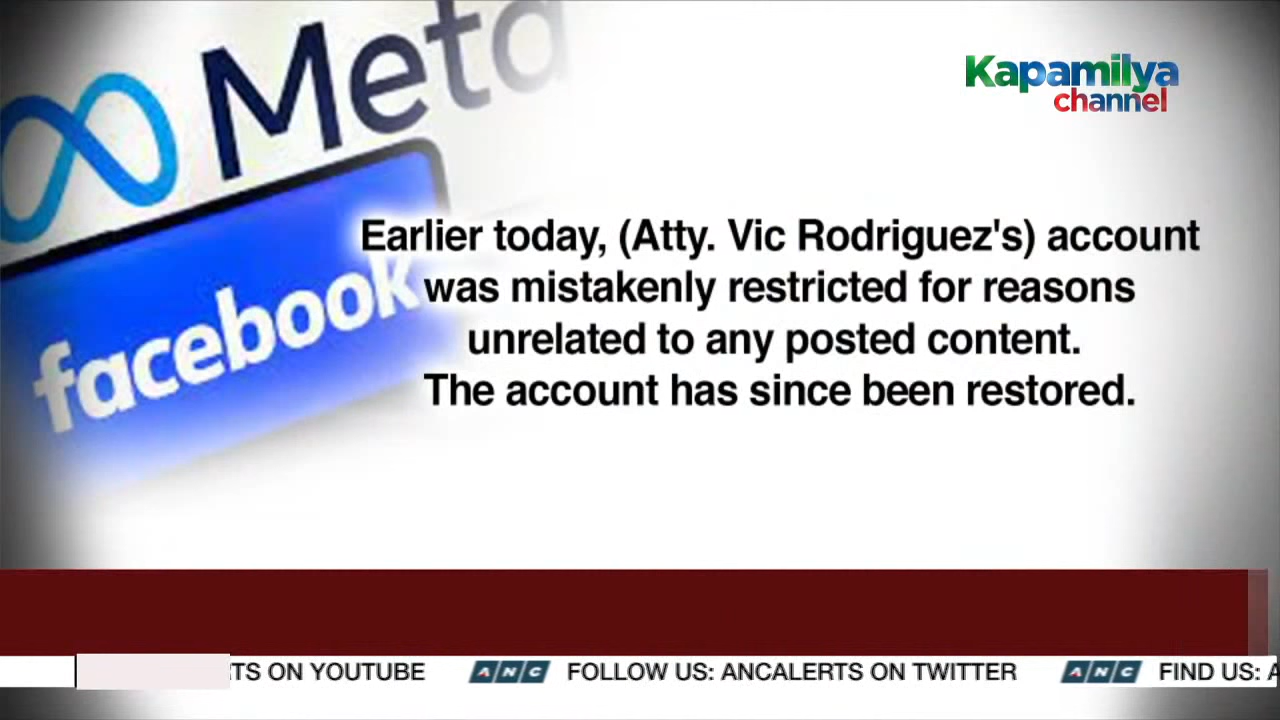 Meta
Kapamilya
channel
facebook
Earlier today, (Atty. Vic Rodriguez's) account
was mistakenly restricted for reasons
unrelated to any posted content.
The account has since been restored.
TS ON YOUTUBE ANC FOLLOW US: ANCALERTS ON TWITTER ANC FIND US: A